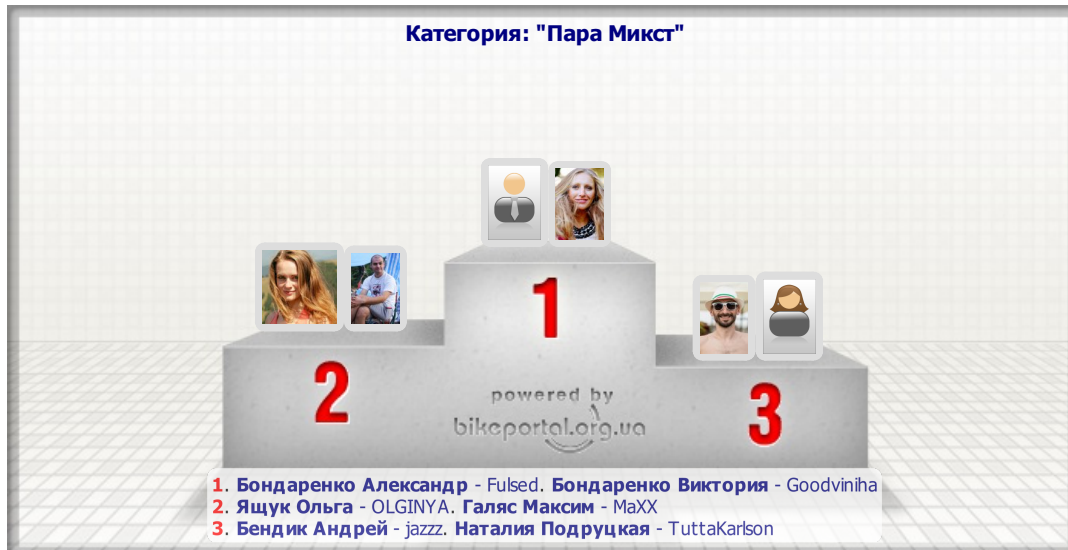 Категория: "Пара Микст"
1
2
3
powered by
bikeportal.org.ua
1. Бондаренко Александр - Fulsed. Бондаренко Виктория - Goodviniha
2. Ящук Ольга - OLGINYA. Галяс Максим - MaXX
3. Бендик Андрей - jazzz. Наталия Подруцкая - TuttaKarlson